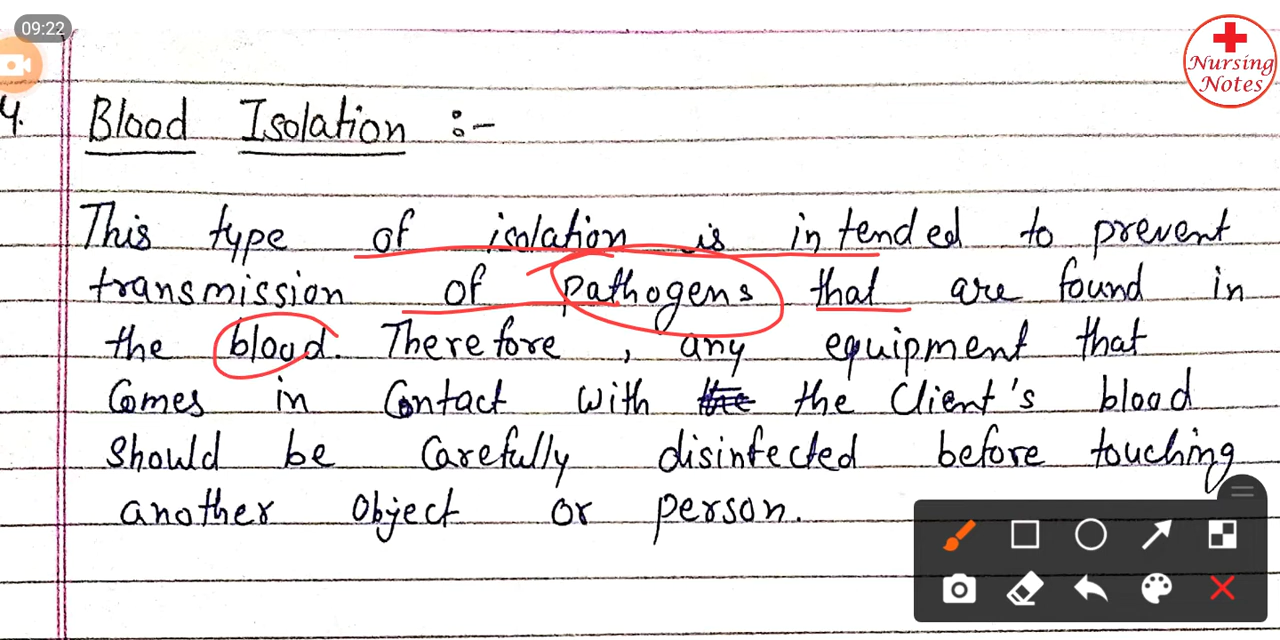 09:22
Nursing
Notes
4. Blood Isolation :-
This type of isolation is intended to prevent
transmission of pathogens that are found in
the blood. Therefore, any equipment that
Comes in Contact with the the Client's blood
should be carefully disinfected before touching
another object or person.